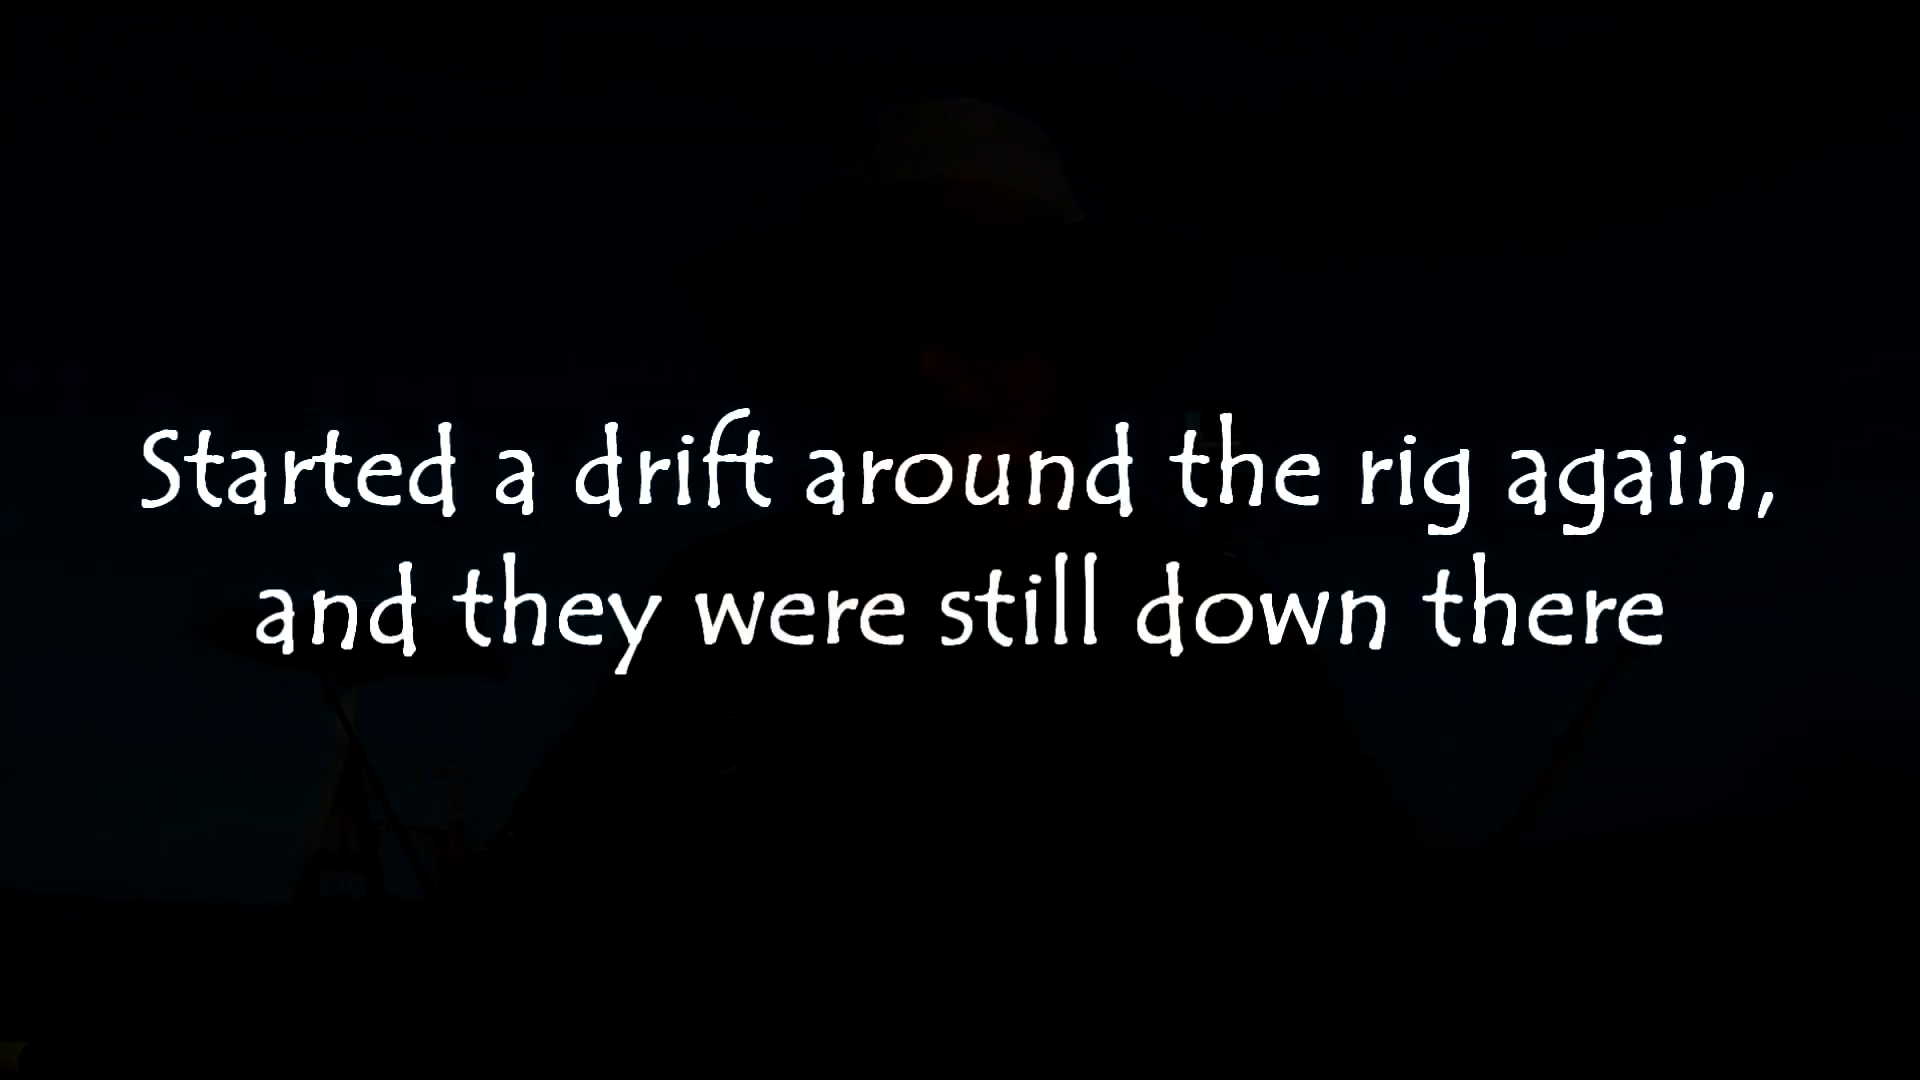 Started a drift around the rig again,
and they were still down there